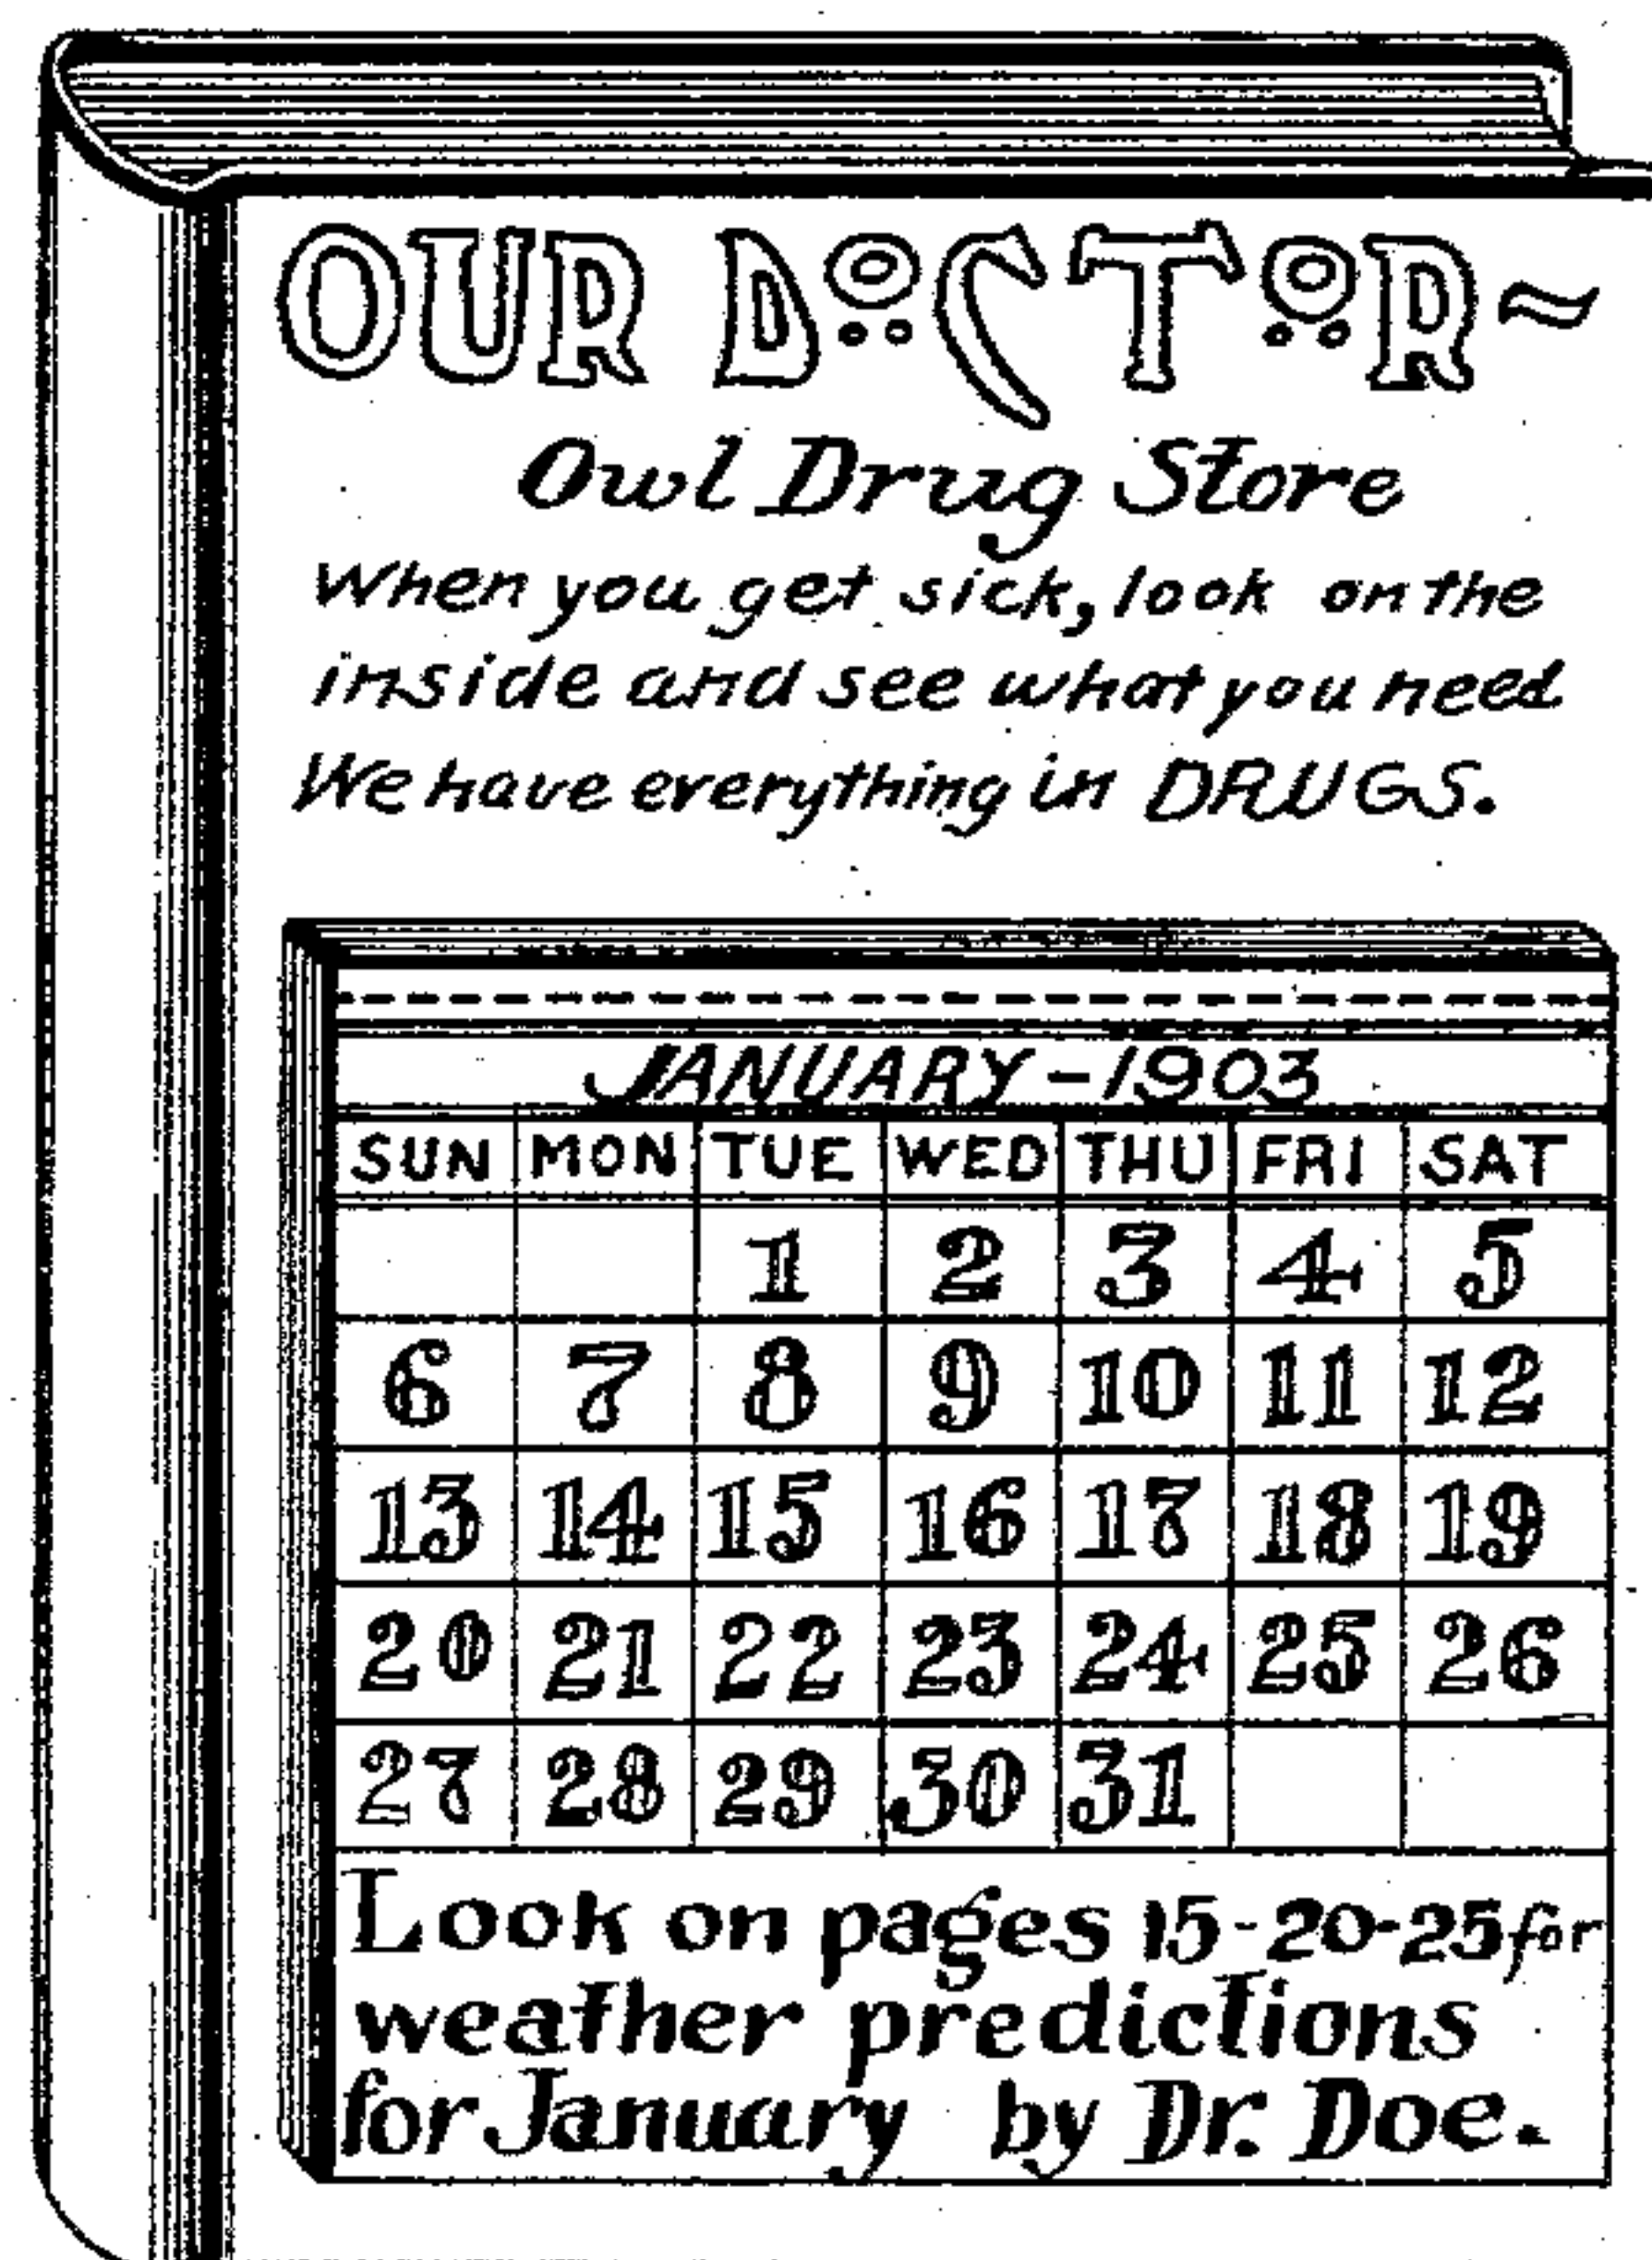 OUR DOCTOR~
Owl Drug Store
When you get sick, look on the
inside and see what you need
We have everything in DRUGS.
JANUARY-1903
SUN MON TUE WED THU FRI SAT
1 2 3 4 5
6 7 8 9 10 11 12
13 14 15 16 17 18 19
20 21 22 23 24 25 26
27 28 29 30 31
Look on pages 15-20-25 for
weather predictions
for January by Dr. Doe.